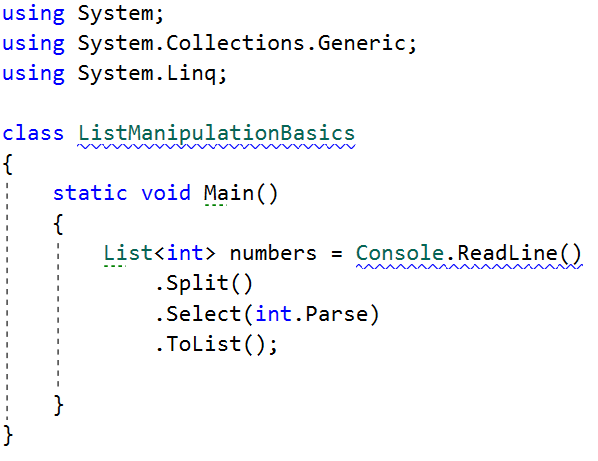 using System;
using System.Collections.Generic;
using System.Linq;
class ListManipulationBasics
{
static void Main()
{
List<int> numbers = Console.ReadLine()
.Split()
.Select(int.Parse)
.ToList();
}
}